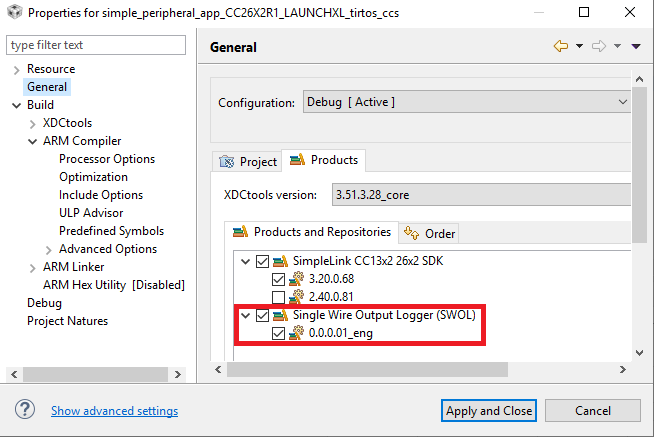 Properties for simple_peripheral_app_CC26X2R1_LAUNCHXL_tirtos_ccs
type filter text
Resource
General
Build
XDCtools
ARM Compiler
Processor Options
Optimization
Include Options
ULP Advisor
Predefined Symbols
Advanced Options
ARM Linker
ARM Hex Utility [Disabled]
Debug
Project Natures
General
Configuration: Debug [ Active ]
Project Products
XDCtools version: 3.51.3.28_core
Products and Repositories Order
SimpleLink CC13x2 26x2 SDK
3.20.0.68
2.40.0.81
Single Wire Output Logger (SWOL)
0.0.0.01_eng
? Show advanced settings Apply and Close Cancel